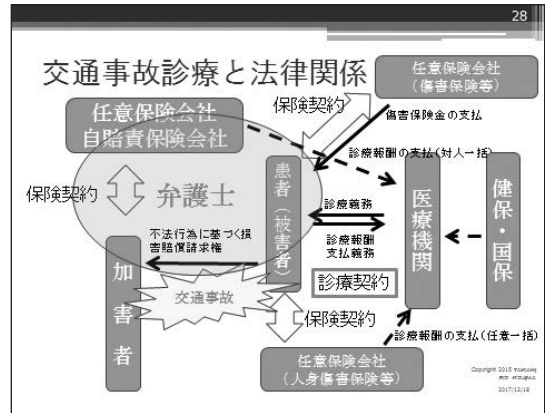 28
交通事故診療と法律関係
任意保険会社
(傷害保険等)
任意保険会社
自賠責保険会社
保険契約
傷害保険金の支払
診療報酬の支払(対人一括)
保険契約
弁護士
患者(被害者)
診療義務
診療報酬
支払義務
医療機関
健保・国保
不法行為に基づく損
害賠償請求権
加害者
交通事故
診療契約
保険契約
診療報酬の支払(任意一括)
任意保険会社
(人身傷害保険等)
Copyright 2015
2017/12/18